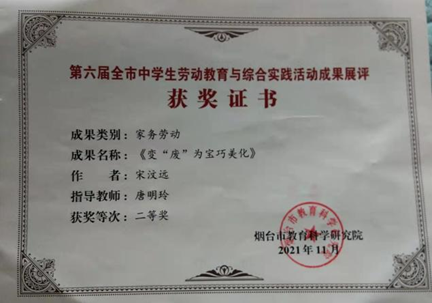 第六届全市中学生劳动教育与综合实践活动成果展评
获奖证书
成果类别：家务劳动
成果名称：《变“废”为宝巧美化》
作 者：宋汶远
指导教师：唐明玲
获奖等次：二等奖
烟台市教育科学研究院
2021年11月